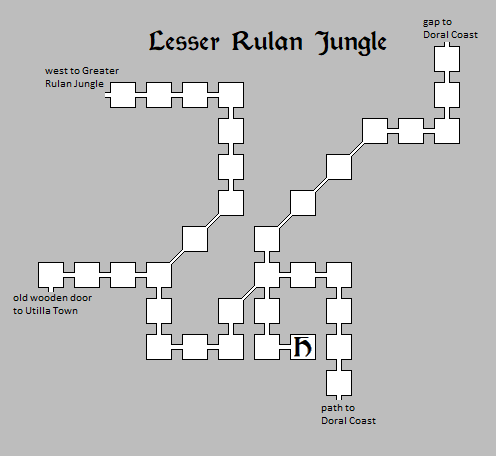 gap to
Doral Coast
Lesser Rulan Jungle
west to Greater
Rulan Jungle
old wooden door
to Utilla Town
H
path to
Doral Coast